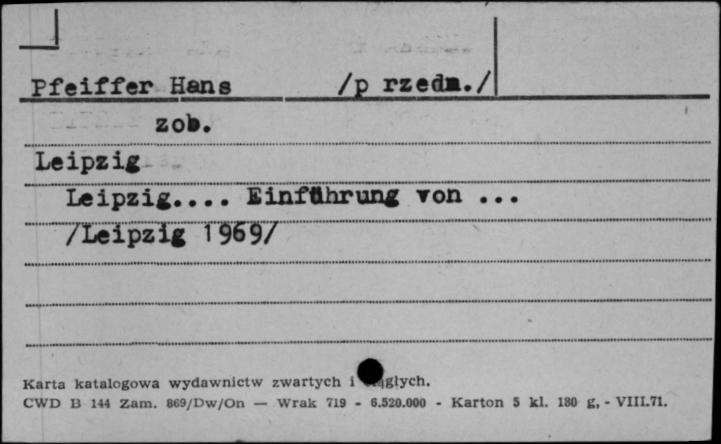 Pfeiffer Hans /p rzedm./
zob.
Leipzig
Leipzig.... Einführung von ...
/Leipzig 1969/
Karta katalogowa wydawnictw zwartych i
CWD B 144 Zam. 869/Dw/On — Wrak 719 - 6.520.000 - Karton 5 kl. 180 g, - VIII.71.